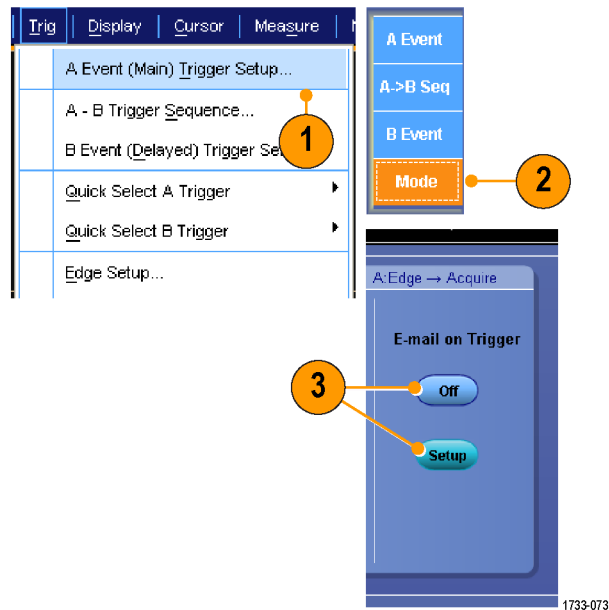 Trig Display Cursor Measure
A Event (Main) Trigger Setup...
A - B Trigger Sequence...
1
B Event (Delayed) Trigger
Quick Select A Trigger
Quick Select B Trigger
Edge Setup...
A Event
A->B Seq
B Event
Mode
2
A:Edge → Acquire
E-mail on Trigger
3
Off
Setup
1733-073